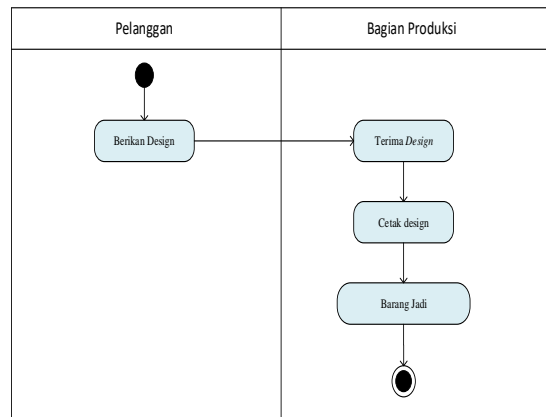 Pelanggan
Bagian Produksi
Berikan Design
Terima Design
Cetak design
Barang Jadi